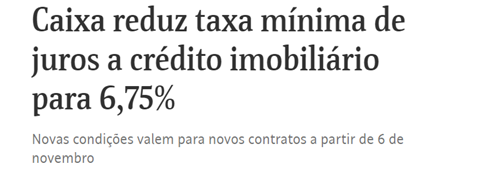 Caixa reduz taxa mínima de
juros a crédito imobiliário
para 6,75%
Novas condições valem para novos contratos a partir de 6 de
novembro